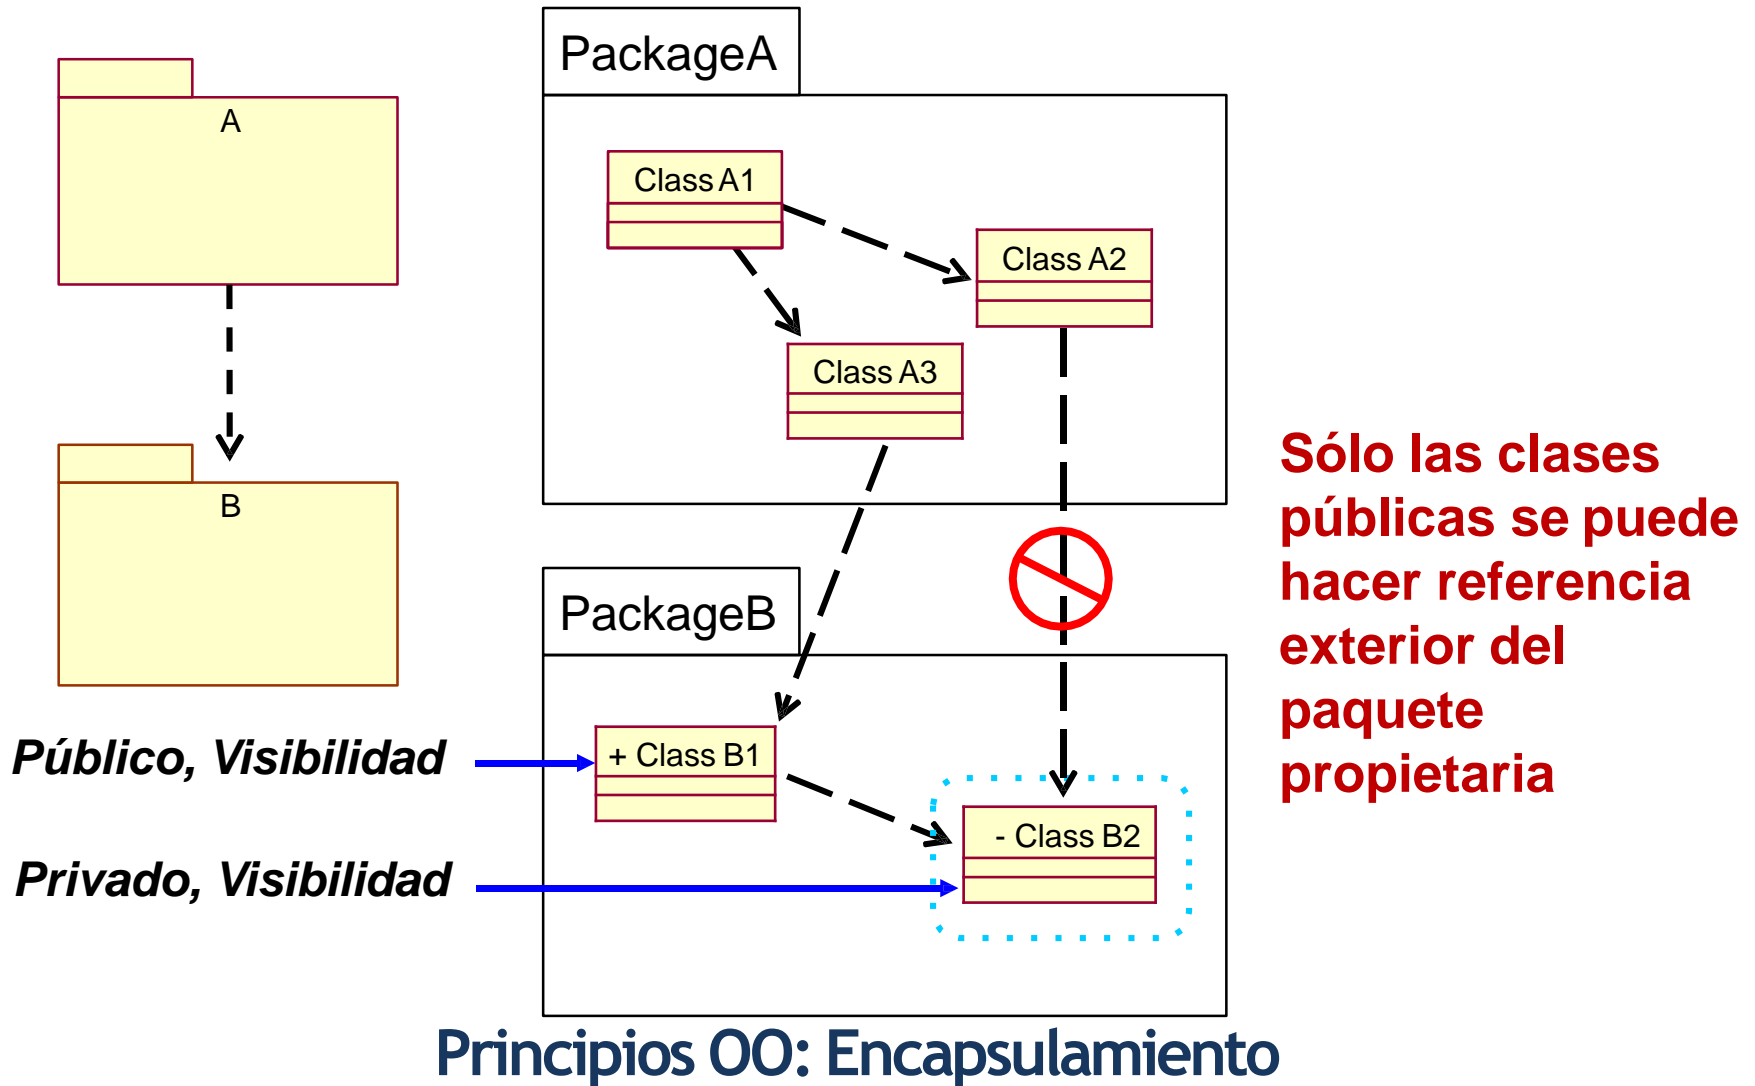 PackageA
A
Class A1
Class A2
Class A3
B
PackageB
+ Class B1
- Class B2
Público, Visibilidad
Privado, Visibilidad
Sólo las clases
públicas se puede
hacer referencia
exterior del
paquete
propietaria
Principios OO: Encapsulamiento